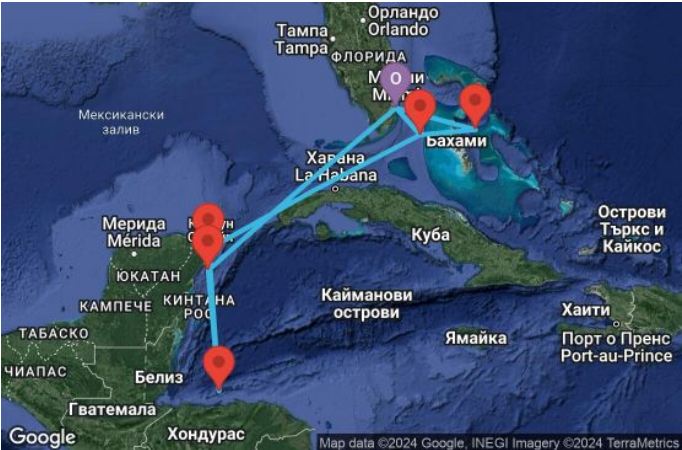 Орландо
Orlando
Тампа
Tampa
ФЛОРИДА
Мексикански
залив
Бахами
Хавана
La Habana
Мерида
Mérida
Куба
Острови
Търкс и
Кайкос
ЮКАТАН
КАМПЕЧЕ
КИНТАНА
РОО
Кайманови
острови
Хаити
ТАБАСКО
Ямайка
Порт о Пренс
Port-au-Prince
ЧИАПАС
Белиз
Гватемала
Хондурас
Google
Map data ©2024 Google, INEGI Imagery ©2024 TerraMetrics